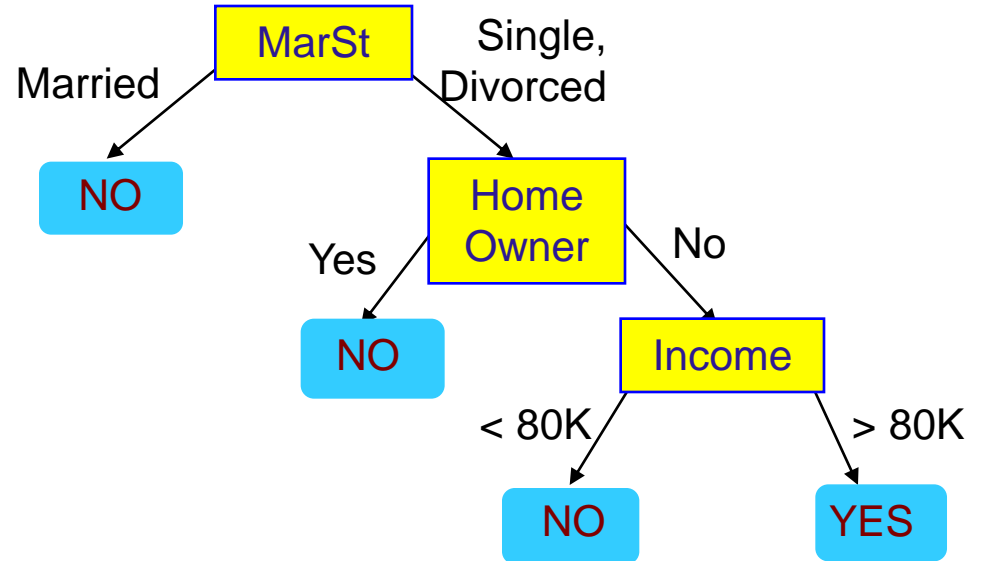 MarSt
Single,
Divorced
Married
NO
Home
Owner
Yes
No
NO
Income
< 80K
> 80K
NO
YES